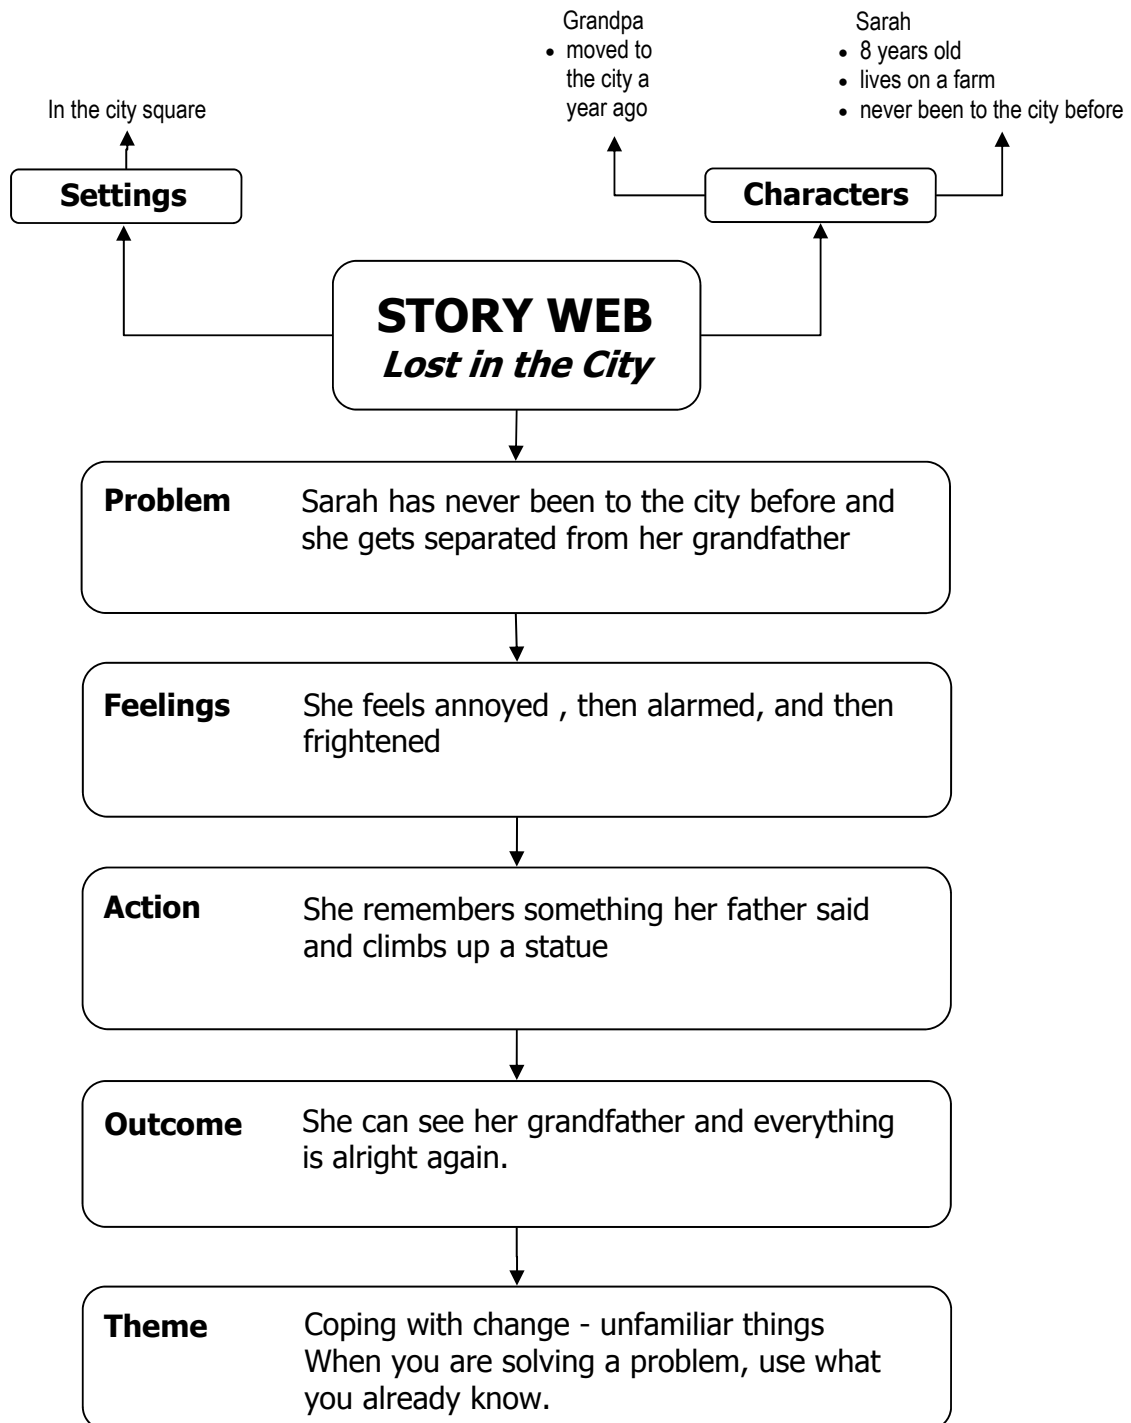 Grandpa
• moved to
the city a
year ago
Sarah
• 8 years old
• lives on a farm
• never been to the city before
In the city square
Settings
Characters
STORY WEB
Lost in the City
Problem
Sarah has never been to the city before and
she gets separated from her grandfather
Feelings
She feels annoyed , then alarmed, and then
frightened
Action
She remembers something her father said
and climbs up a statue
Outcome
She can see her grandfather and everything
is alright again.
Theme
Coping with change - unfamiliar things
When you are solving a problem, use what
you already know.